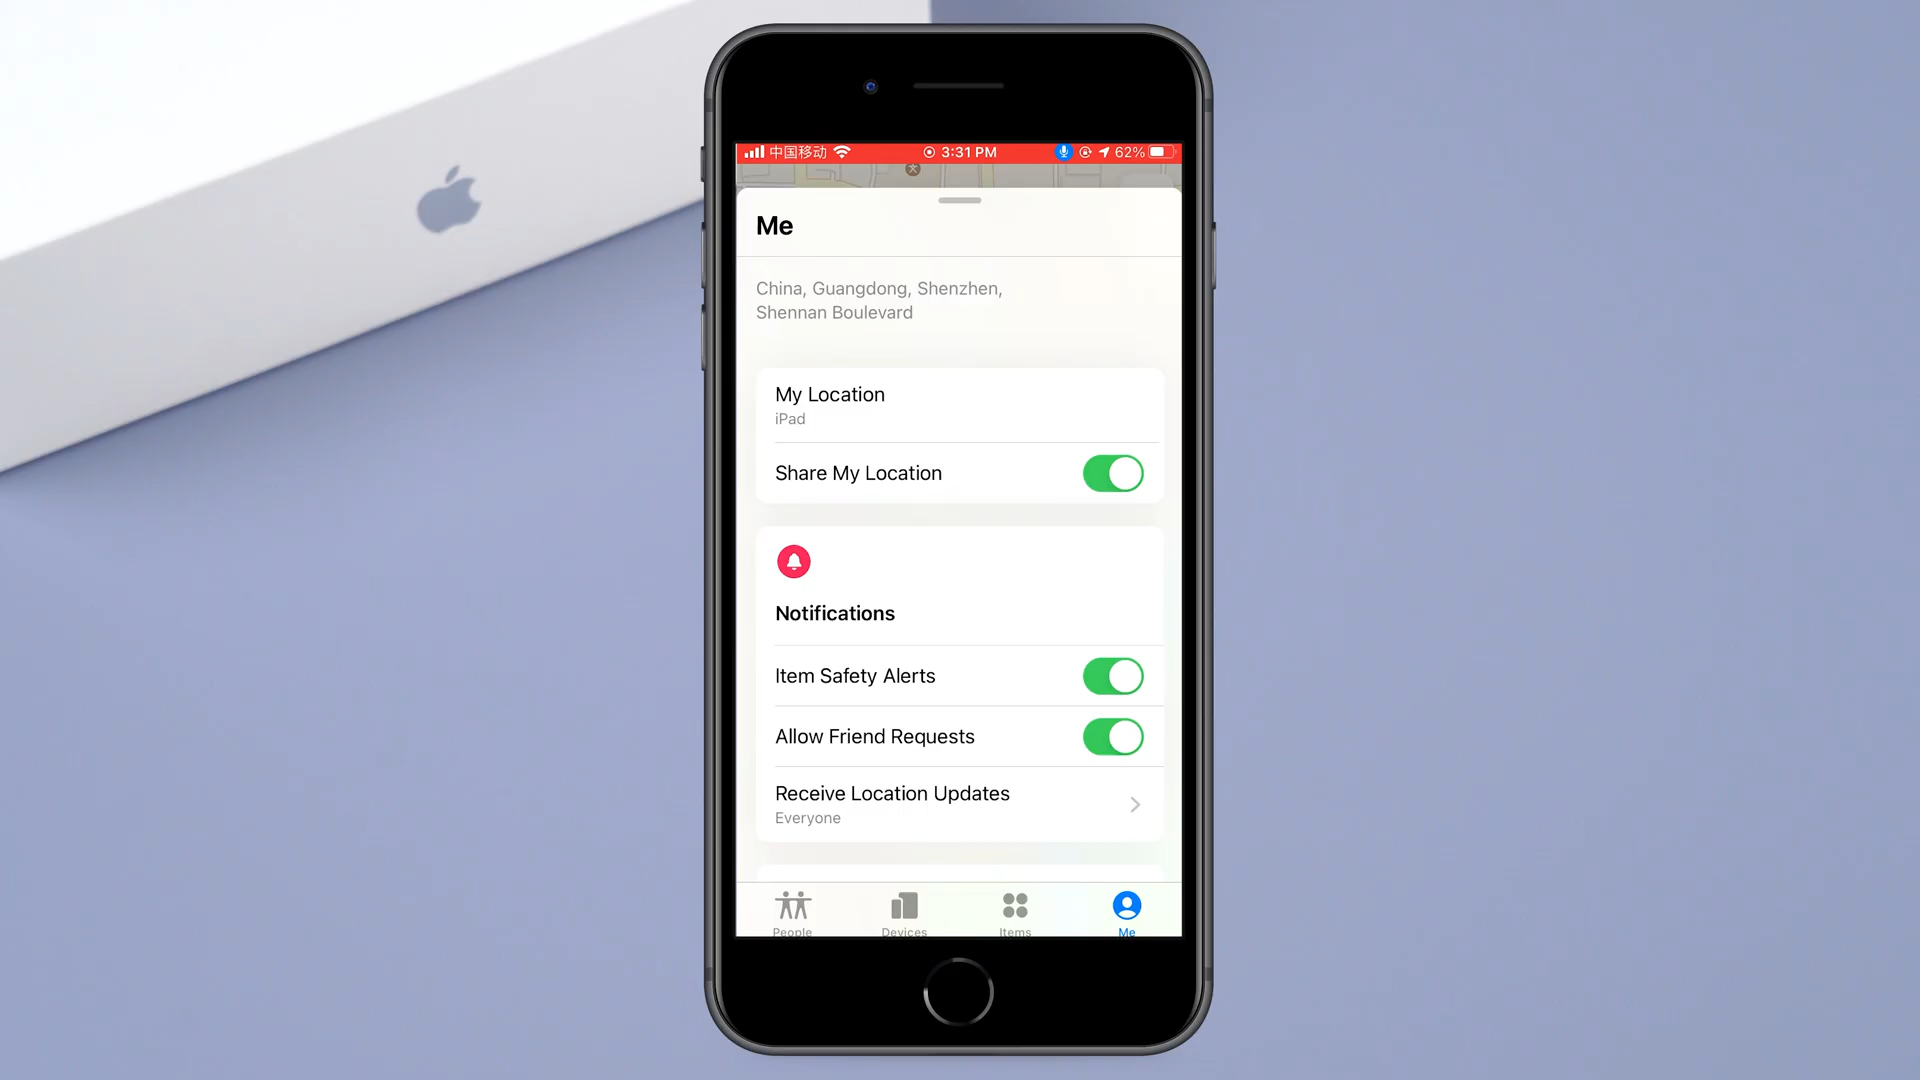 中国移动 3:31 PM 62%
Me
China, Guangdong, Shenzhen,
Shennan Boulevard
My Location
iPad
Share My Location
Notifications
Item Safety Alerts
Allow Friend Requests
Receive Location Updates
Everyone
People Devices Items Me